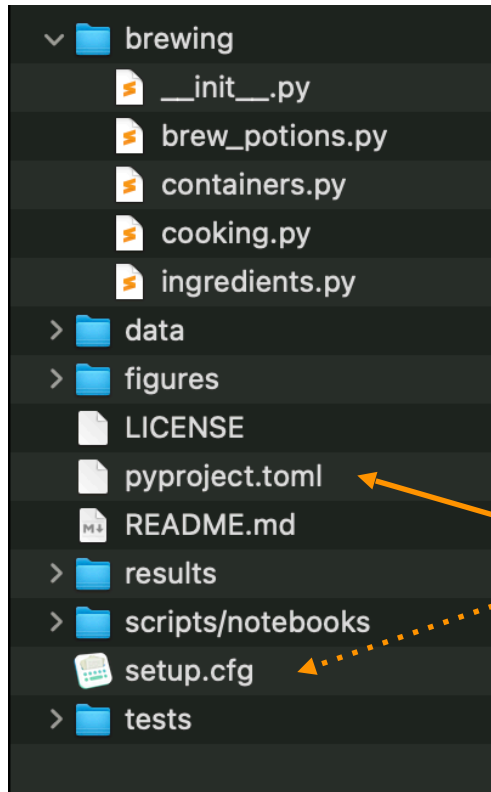 brewing
__init__.py
brew_potions.py
containers.py
cooking.py
ingredients.py
data
figures
LICENSE
pyproject.toml
README.md
results
scripts/notebooks
setup.cfg
tests